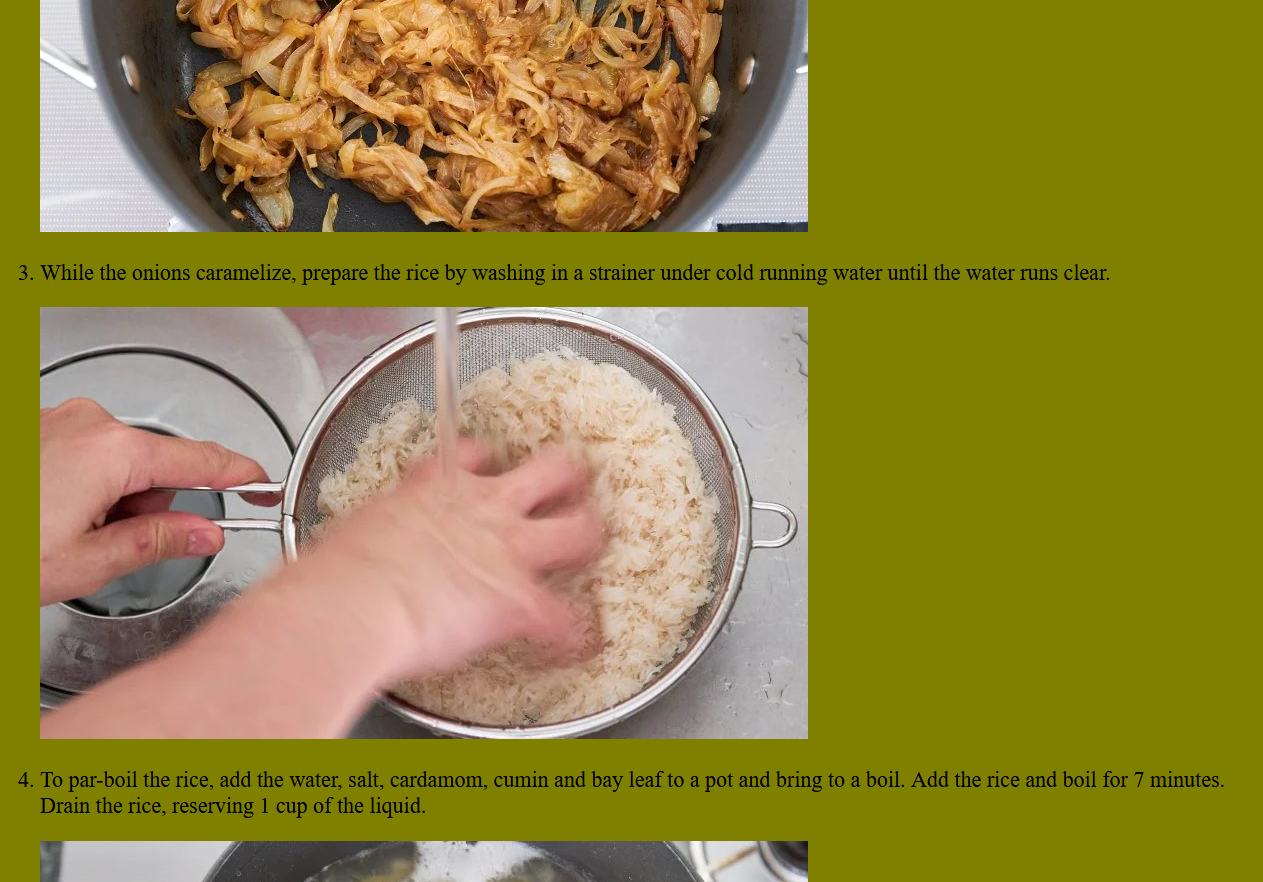 3. While the onions caramelize, prepare the rice by washing in a strainer under cold running water until the water runs clear.
4. To par-boil the rice, add the water, salt, cardamom, cumin and bay leaf to a pot and bring to a boil. Add the rice and boil for 7 minutes.
Drain the rice, reserving 1 cup of the liquid.